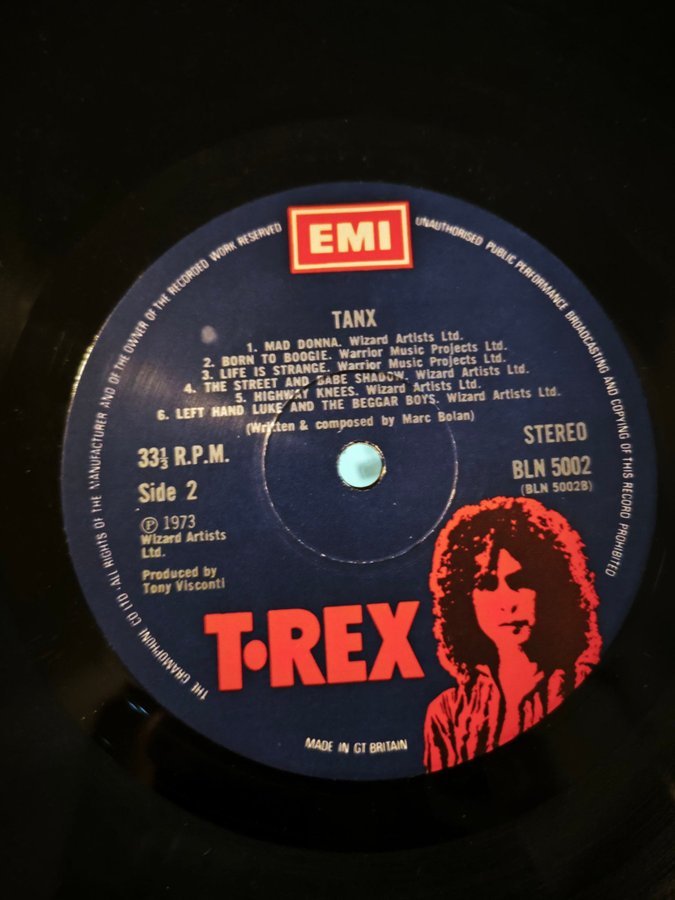 EMI
THE GRAMOPHONE CO LTD · ALL RIGHTS OF THE MANUFACTURER AND OF THE OWNER OF THE RECORDED WORK RESERVED
UNAUTHORISED PUBLIC PERFORMANCE BROADCASTING AND COPYING OF THIS RECORD PROHIBITED
TANX
1. MAD DONNA. Wizard Artists Ltd.
2. BORN TO BOOGIE. Warrior Music Projects Ltd.
3. LIFE IS STRANGE. Warrior Music Projects Ltd.
4. THE STREET AND BABE SHADOW. Wizard Artists Ltd.
5. HIGHWAY KNEES. Wizard Artists Ltd.
6. LEFT HAND LUKE AND THE BEGGAR BOYS. Wizard Artists Ltd.
(Written & composed by Marc Bolan)
33⅓ R.P.M.
STEREO
Side 2
BLN 5002
(BLN 5002B)
Ⓟ 1973
Wizard Artists
Ltd.
Produced by
Tony Visconti
T•REX
MADE IN GT BRITAIN